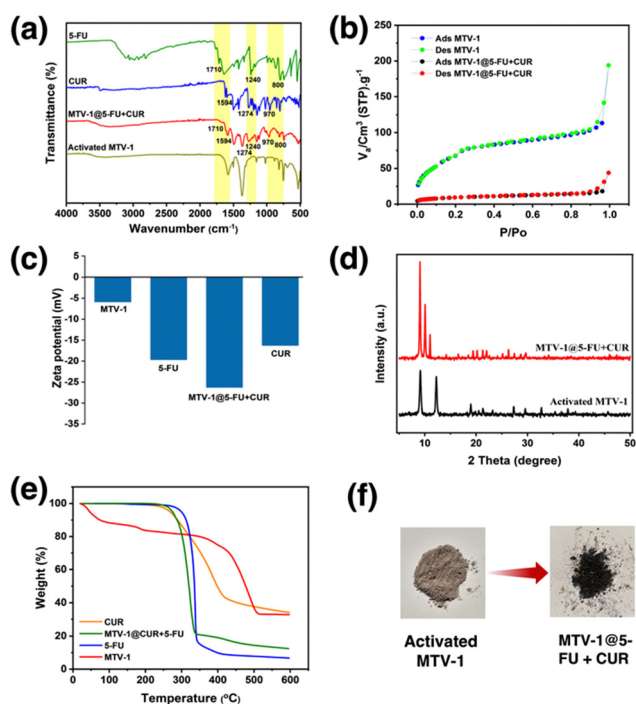 (a)
5-FU
1710
1240
800
CUR
1594
1274
970
MTV-1@5-FU+CUR
1710
1594
1274
1240
970
800
Activated MTV-1
Transmittance (%)
4000 3500 3000 2500 2000 1500 1000 500
Wavenumber (cm-1)
(b)
Ads MTV-1
Des MTV-1
Ads MTV-1@5-FU+CUR
Des MTV-1@5-FU+CUR
Va/Cm3 (STP).g-1
250
200
150
100
50
0
0.0 0.2 0.4 0.6 0.8 1.0
P/Po
(c)
Zeta potential (mV)
5
0
-5
-10
-15
-20
-25
-30
-35
MTV-1
5-FU
MTV-1@5-FU+CUR
CUR
(d)
Intensity (a.u.)
MTV-1@5-FU+CUR
Activated MTV-1
10 20 30 40 50
2 Theta (degree)
(e)
Weight (%)
100
80
60
40
20
0
CUR
MTV-1@CUR+5-FU
5-FU
MTV-1
0 100 200 300 400 500 600
Temperature (oC)
(f)
Activated
MTV-1
MTV-1@5-
FU + CUR